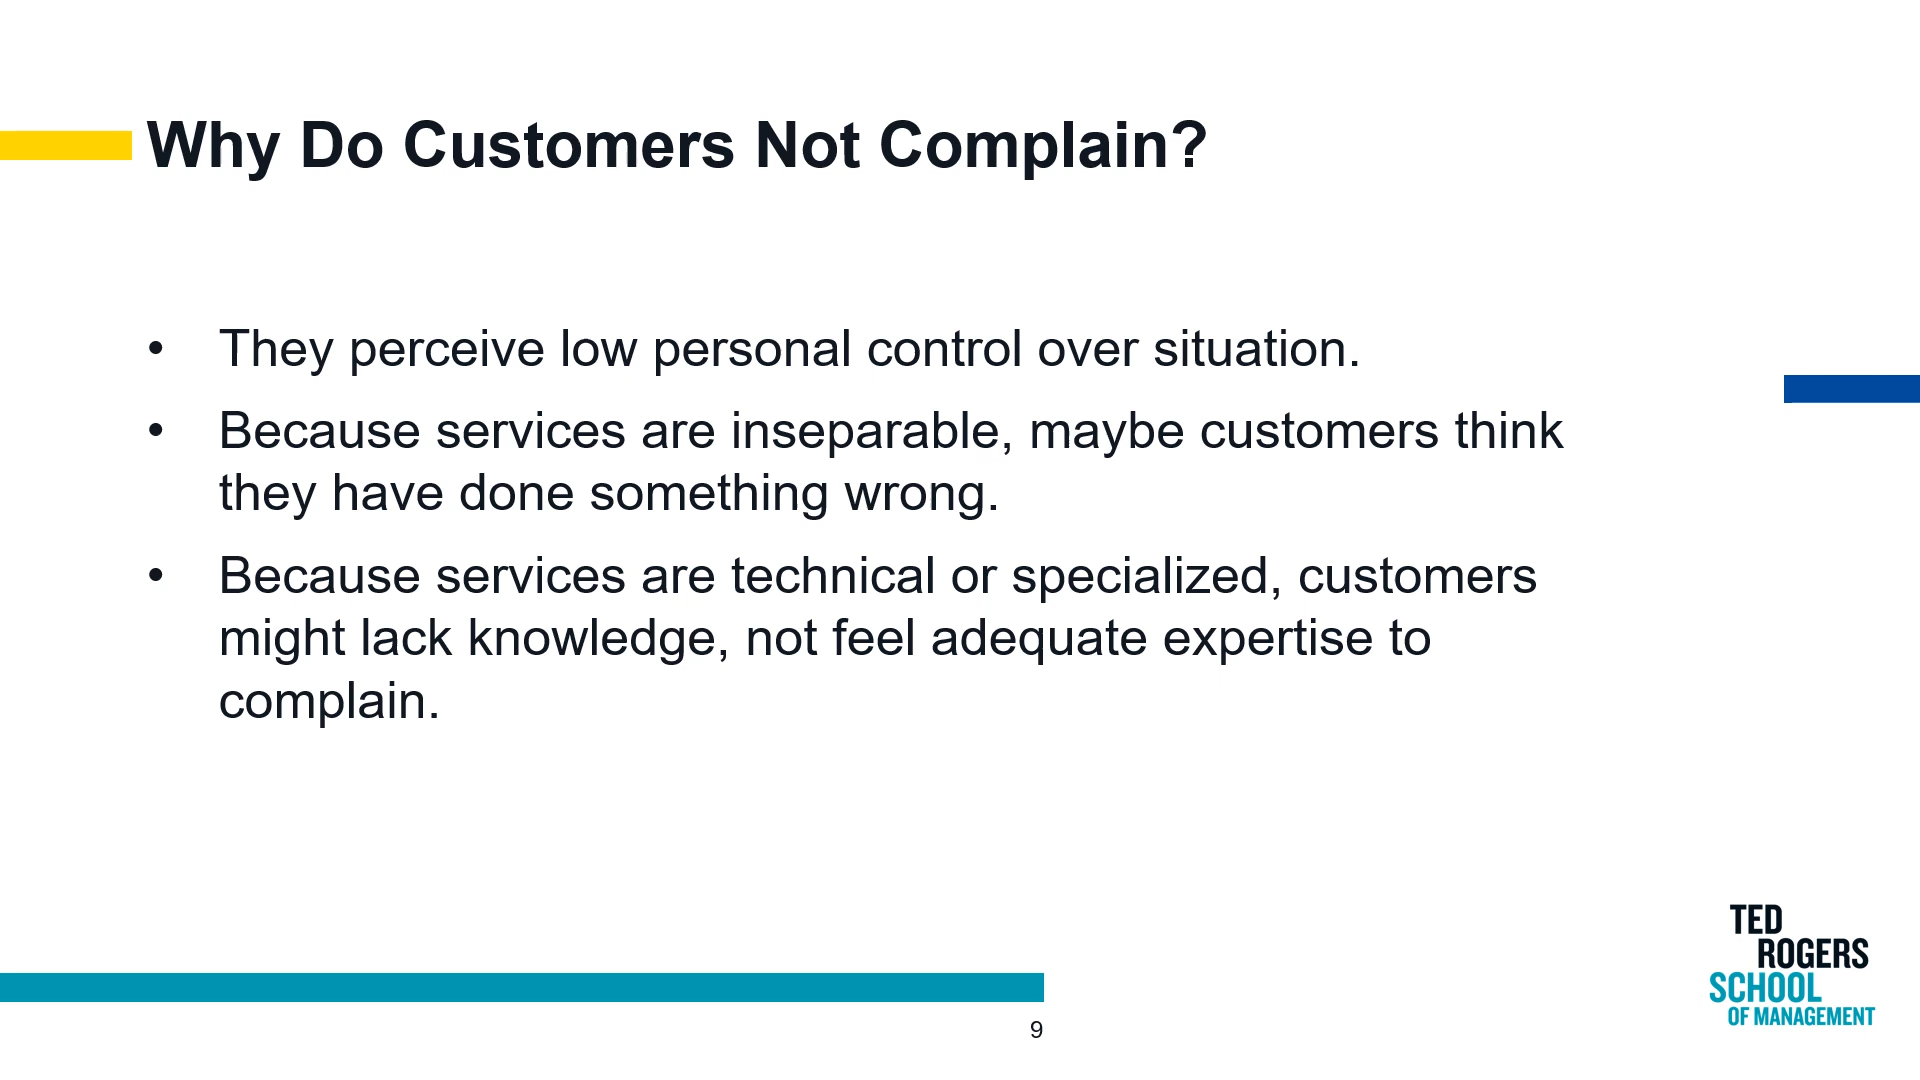 Why Do Customers Not Complain?
• They perceive low personal control over situation.
• Because services are inseparable, maybe customers think
they have done something wrong.
• Because services are technical or specialized, customers
might lack knowledge, not feel adequate expertise to
complain.
TED
ROGERS
SCHOOL
OF MANAGEMENT
9